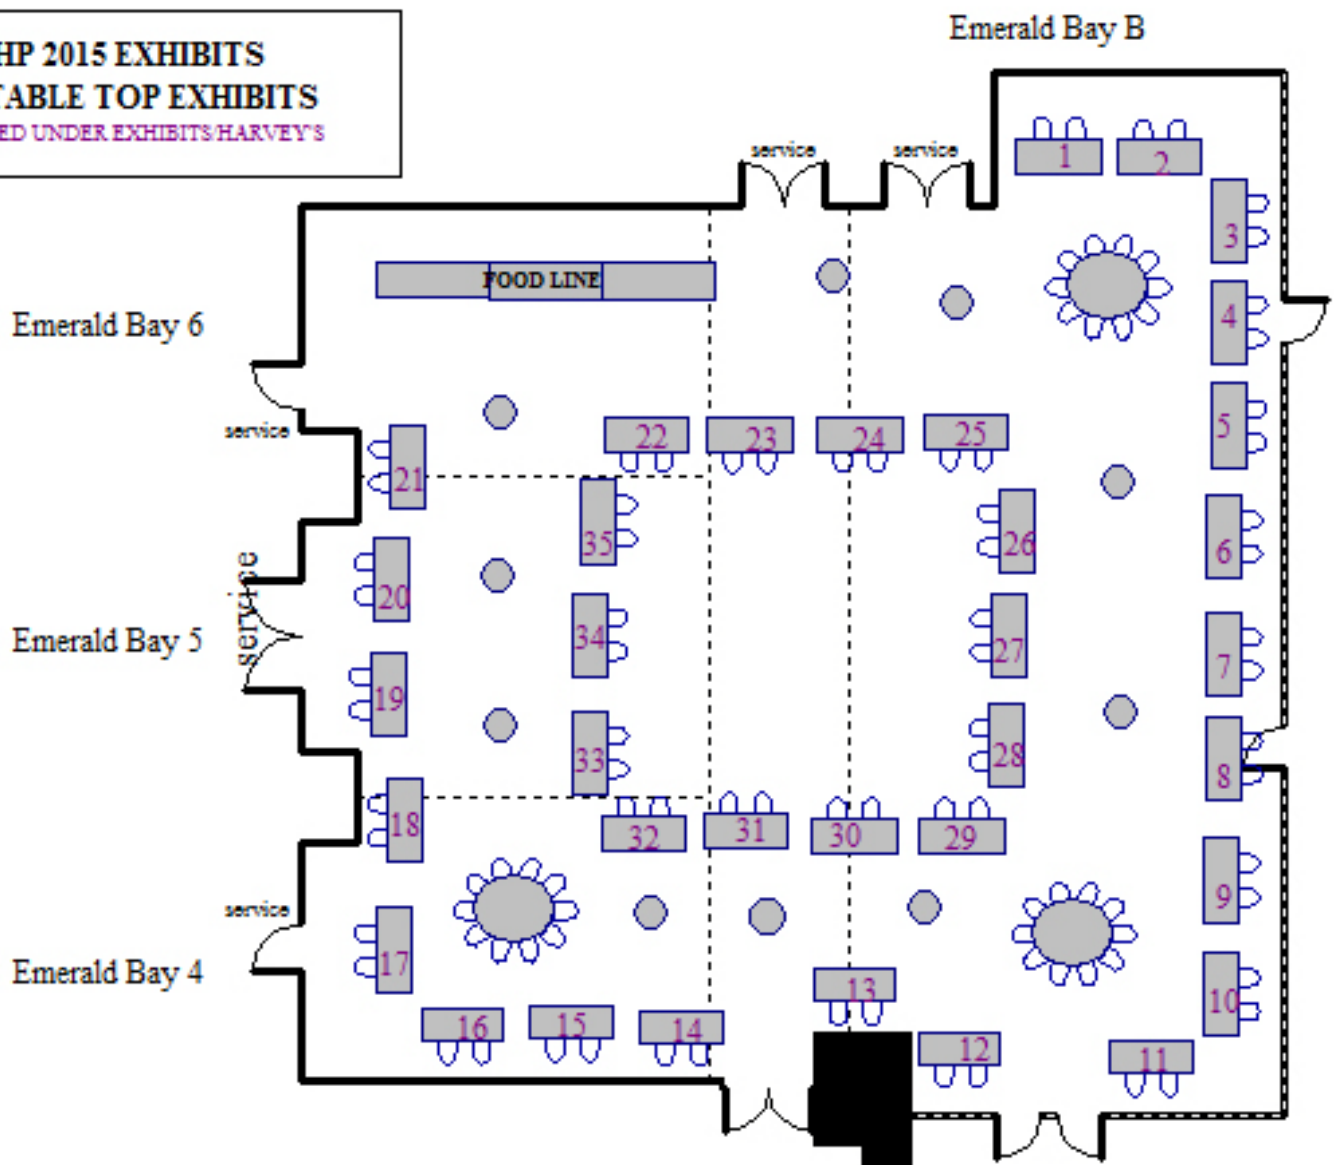 Emerald Bay B
HP 2015 EXHIBITS
TABLE TOP EXHIBITS
ED UNDER EXHIBITS/HARVEY'S
service
service
1
2
3
FOOD LINE
Emerald Bay 6
4
service
5
22
23
24
25
21
35
26
6
service
20
Emerald Bay 5
34
27
7
19
33
28
8
18
32
31
30
29
9
service
17
Emerald Bay 4
13
10
16
15
14
12
11